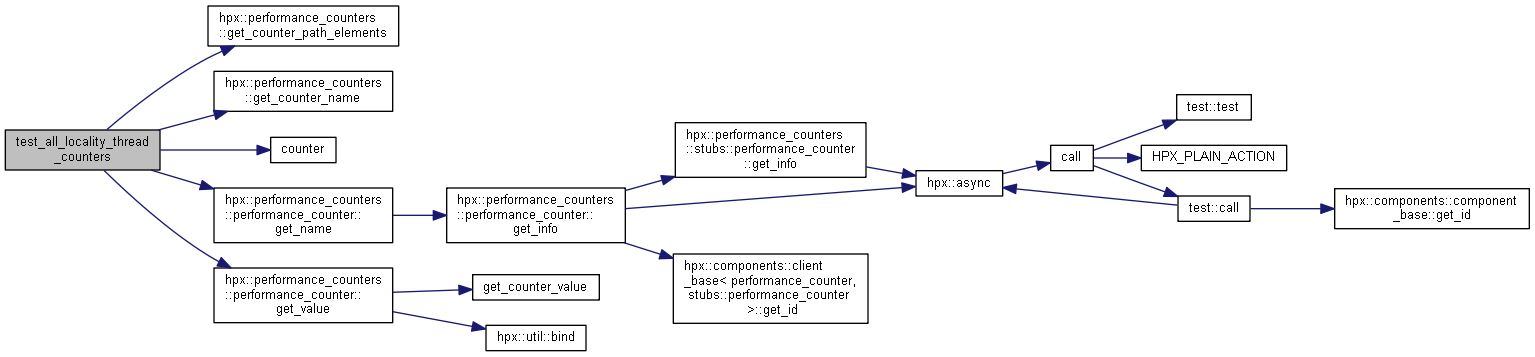 test_all_locality_thread
_counters
hpx::performance_counters
::get_counter_path_elements
hpx::performance_counters
::get_counter_name
counter
hpx::performance_counters
::performance_counter::
get_name
hpx::performance_counters
::performance_counter::
get_value
hpx::performance_counters
::performance_counter::
get_info
get_counter_value
hpx::util::bind
hpx::performance_counters
::stubs::performance_counter
::get_info
hpx::components::client
_base< performance_counter,
stubs::performance_counter
>::get_id
hpx::async
call
test::test
HPX_PLAIN_ACTION
test::call
hpx::components::component
_base::get_id